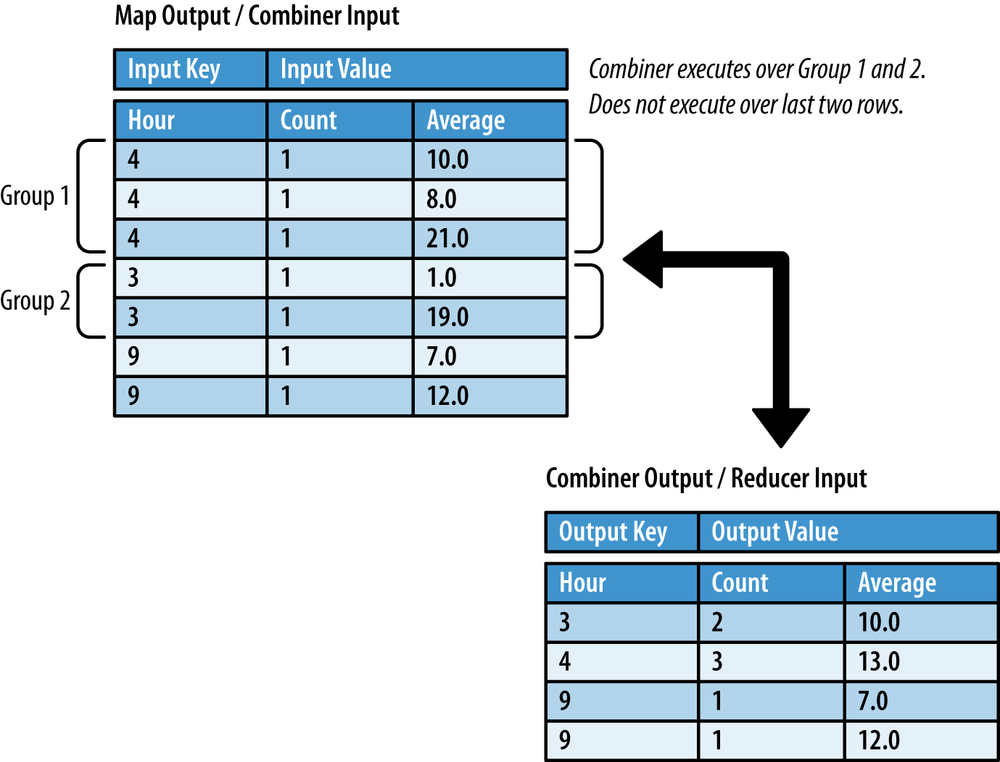 Map Output / Combiner Input
Input Key Input Value
Combiner executes over Group 1 and 2.
Does not execute over last two rows.
Hour Count Average
Group 1
4 1 10.0
4 1 8.0
4 1 21.0
Group 2
3 1 1.0
3 1 19.0
9 1 7.0
9 1 12.0
Combiner Output / Reducer Input
Output Key Output Value
Hour Count Average
3 2 10.0
4 3 13.0
9 1 7.0
9 1 12.0